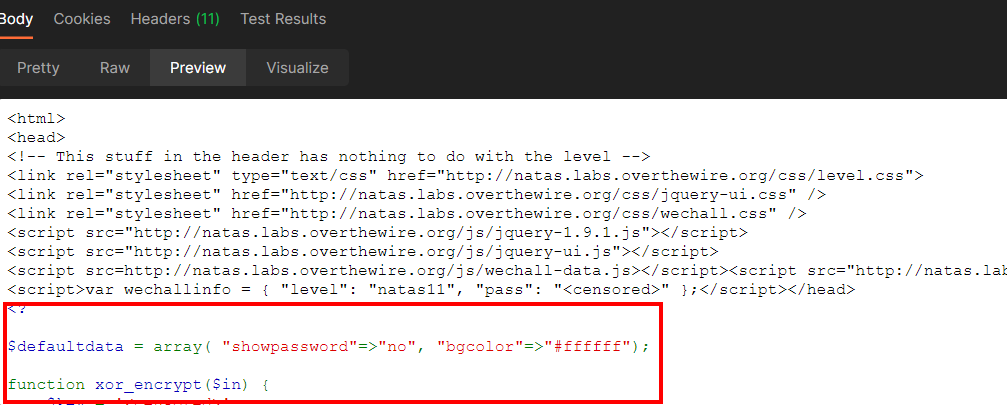 Body Cookies Headers (11) Test Results
Pretty Raw Preview Visualize
<html>
<head>
<!-- This stuff in the header has nothing to do with the level -->
<link rel="stylesheet" type="text/css" href="http://natas.labs.overthewire.org/css/level.css">
<link rel="stylesheet" href="http://natas.labs.overthewire.org/css/jquery-ui.css" />
<link rel="stylesheet" href="http://natas.labs.overthewire.org/css/wechall.css" />
<script src="http://natas.labs.overthewire.org/js/jquery-1.9.1.js"></script>
<script src="http://natas.labs.overthewire.org/js/jquery-ui.js"></script>
<script src=http://natas.labs.overthewire.org/js/wechall-data.js></script><script src="http://natas.la
<script>var wechallinfo = { "level": "natas11", "pass": "<censored>" };</script></head>
<?
$defaultdata = array( "showpassword"=>"no", "bgcolor"=>"#ffffff");
function xor_encrypt($in) {